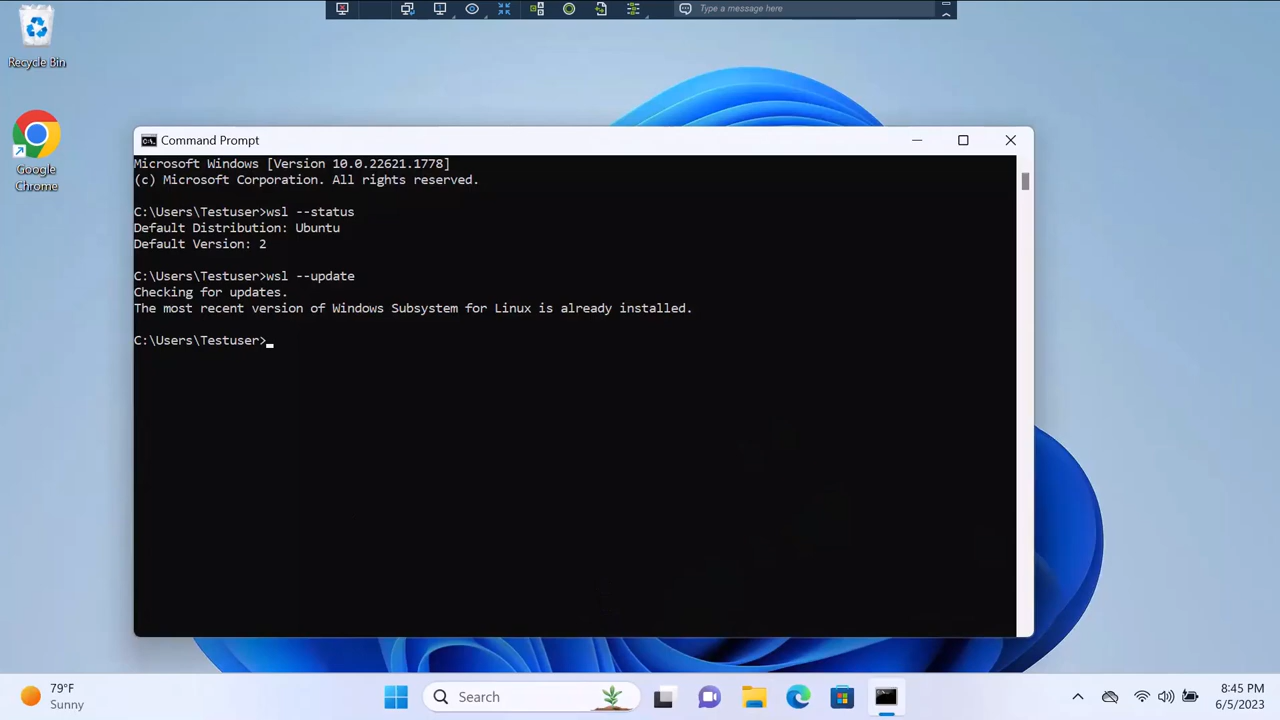 Type a message here
Recycle Bin
Google
Chrome
Command Prompt
Microsoft Windows [Version 10.0.22621.1778]
(c) Microsoft Corporation. All rights reserved.
C:\Users\Testuser>wsl --status
Default Distribution: Ubuntu
Default Version: 2
C:\Users\Testuser>wsl --update
Checking for updates.
The most recent version of Windows Subsystem for Linux is already installed.
C:\Users\Testuser>
79°F
Sunny
Search
8:45 PM
6/5/2023